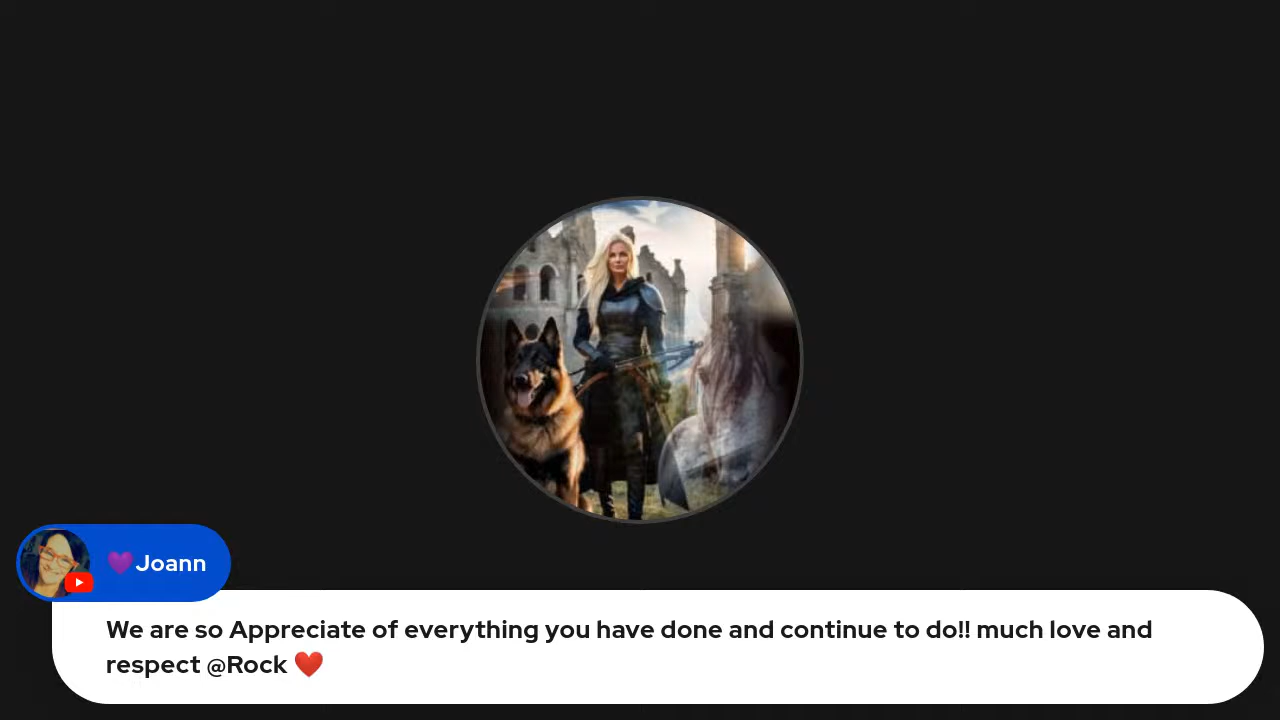 💜Joann
We are so Appreciate of everything you have done and continue to do!! much love and
respect @Rock ❤️